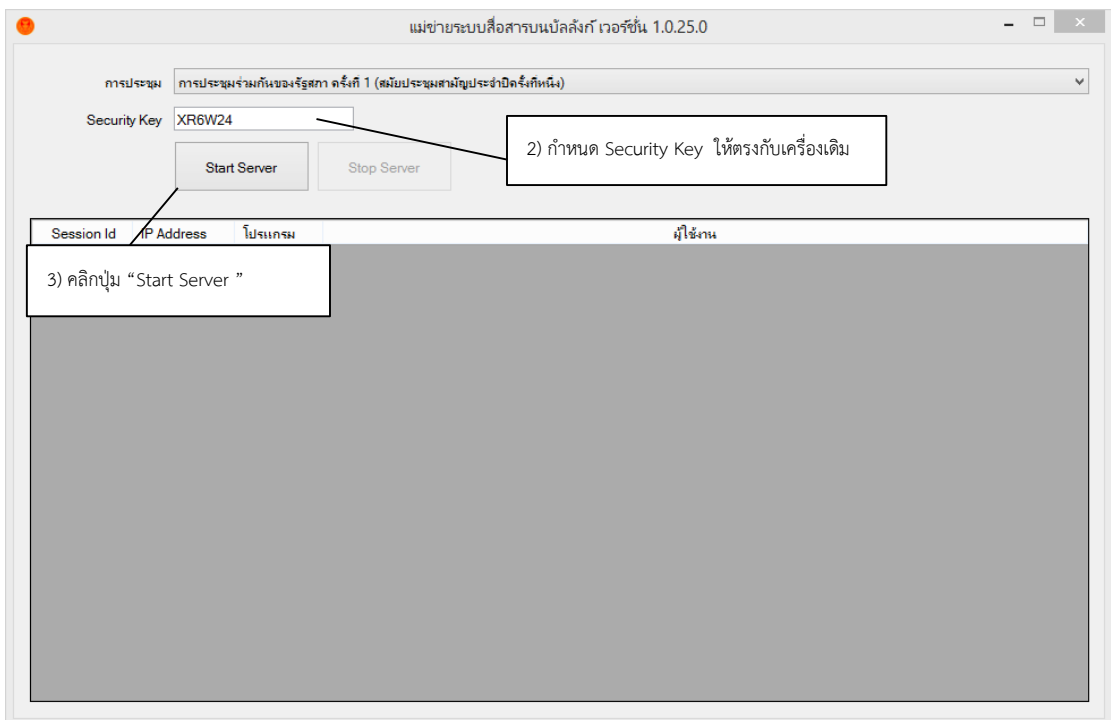 แม่ข่ายระบบสื่อสารบนบัลลังก์ เวอร์ชั่น 1.0.25.0
การประชุม การประชุมร่วมกันของรัฐสภา ครั้งที่ 1 (สมัยประชุมสามัญประจำปีครั้งที่หนึ่ง)
Security Key XR6W24
2) กำหนด Security Key ให้ตรงกับเครื่องเดิม
Start Server Stop Server
Session Id IP Address โปรแกรม ผู้ใช้งาน
3) คลิกปุ่ม “Start Server ”